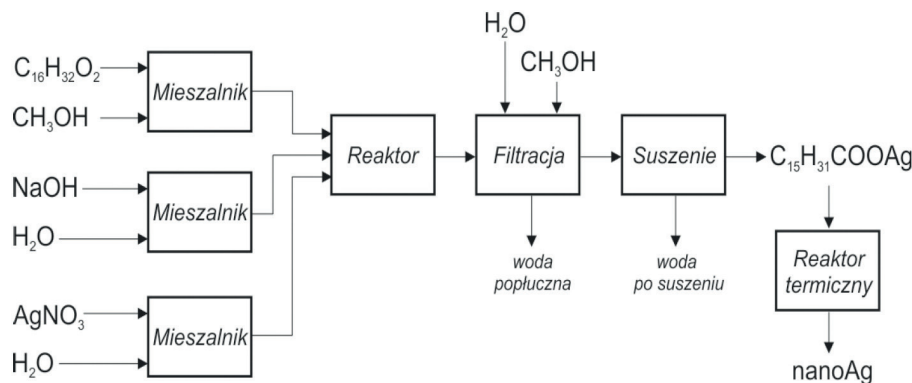 C₁₆H₃₂O₂
CH₃OH
Mieszalnik
NaOH
H₂O
Mieszalnik
AgNO₃
H₂O
Mieszalnik
Reaktor
H₂O
CH₃OH
Filtracja
woda
popłuczna
Suszenie
woda
po suszeniu
C₁₅H₃₁COOAg
Reaktor
termiczny
nanoAg